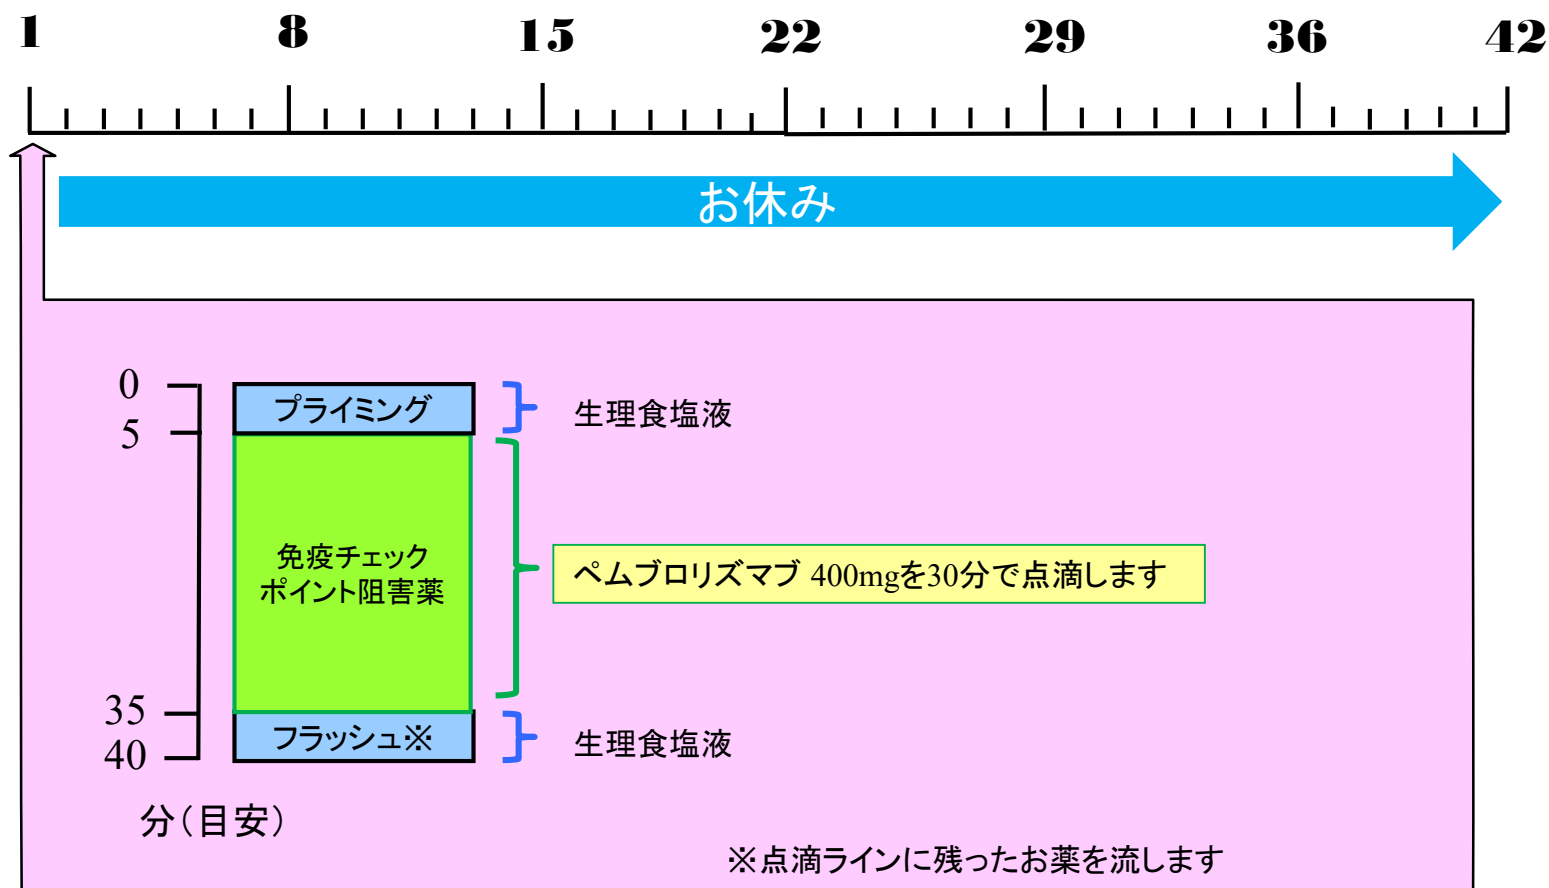 1 8 15 22 29 36 42
お休み
0
プライミング
生理食塩液
5
免疫チェック
ポイント阻害薬
ペムブロリズマブ 400mgを30分で点滴します
35
フラッシュ※
生理食塩液
40
分(目安)
※点滴ラインに残ったお薬を流します